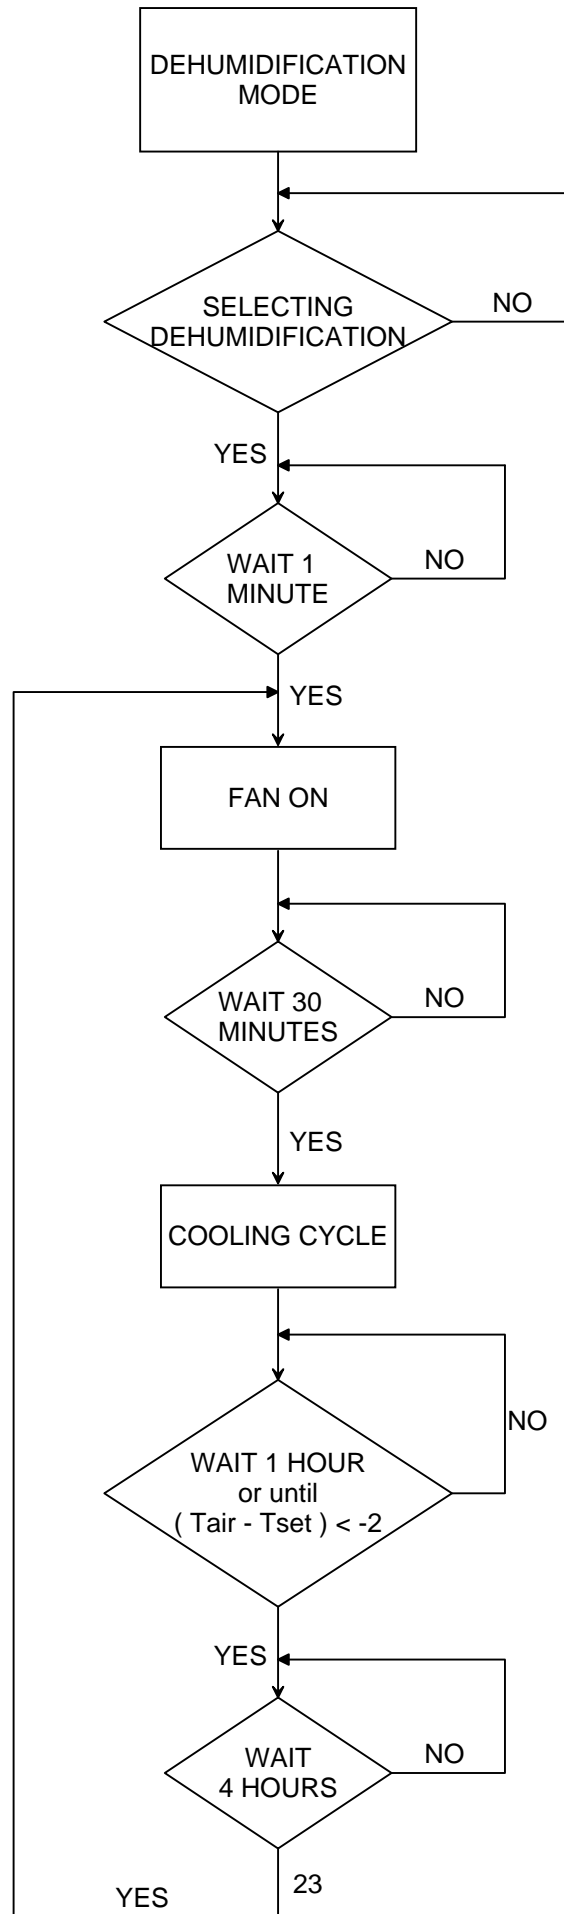 DEHUMIDIFICATION
MODE
SELECTING
DEHUMIDIFICATION
NO
YES
WAIT 1
MINUTE
NO
YES
FAN ON
WAIT 30
MINUTES
NO
YES
COOLING CYCLE
WAIT 1 HOUR
or until
( Tair - Tset ) < -2
NO
YES
WAIT
4 HOURS
NO
23
YES